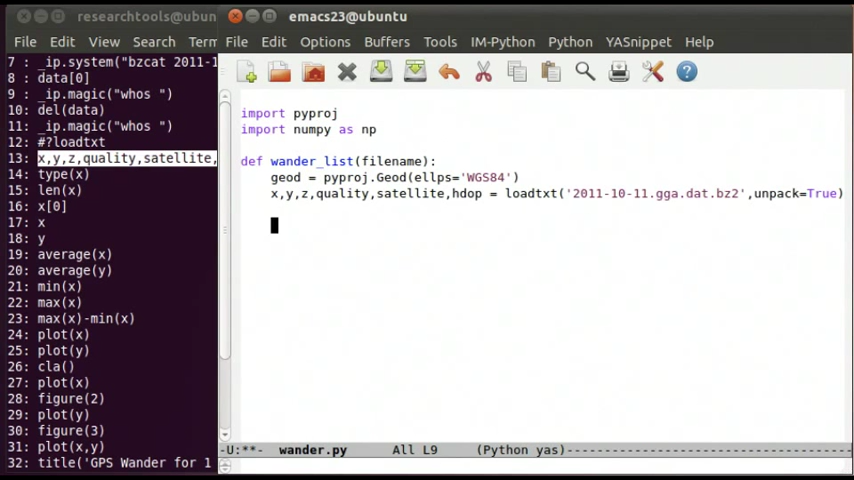 researchtools@ubun
File Edit View Search Term
7 : _ip.system("bzcat 2011-1
8 : data[0]
9 : _ip.magic("whos ")
10: del(data)
11: _ip.magic("whos ")
12: #?loadtxt
13: x,y,z,quality,satellite,
14: type(x)
15: len(x)
16: x[0]
17: x
18: y
19: average(x)
20: average(y)
21: min(x)
22: max(x)
23: max(x)-min(x)
24: plot(x)
25: plot(y)
26: cla()
27: plot(x)
28: figure(2)
29: plot(y)
30: figure(3)
31: plot(x,y)
32: title('GPS Wander for 1
emacs23@ubuntu
File Edit Options Buffers Tools IM-Python Python YASnippet Help
import pyproj
import numpy as np
def wander_list(filename):
geod = pyproj.Geod(ellps='WGS84')
x,y,z,quality,satellite,hdop = loadtxt('2011-10-11.gga.dat.bz2',unpack=True)
-U:**- wander.py All L9 (Python yas)